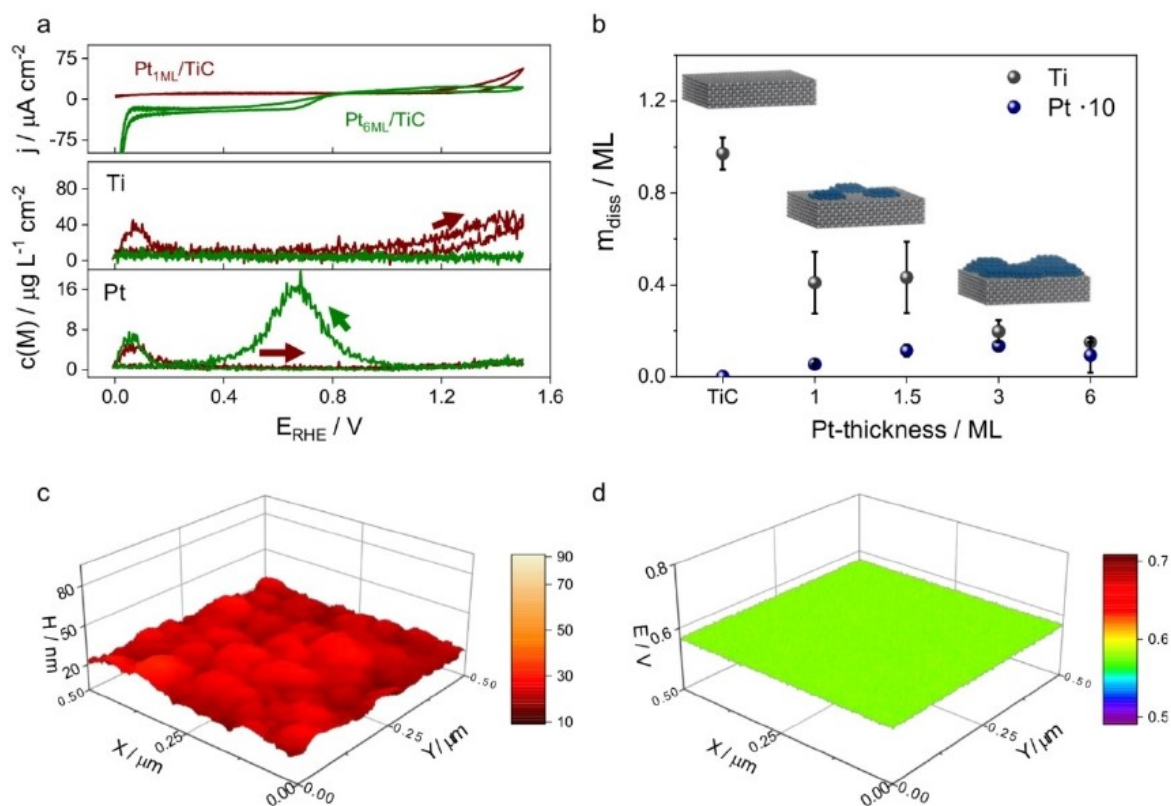 a
75
0
-75
j / μA cm⁻²
Pt₁ML/TiC
Pt₆ML/TiC
Ti
80
40
0
Pt
16
8
0
c(M) / μg L⁻¹ cm⁻²
0.0 0.4 0.8 1.2 1.6
E_RHE / V
b
Ti
Pt ·10
1.2
0.8
0.4
0.0
m_diss / ML
TiC 1 1.5 3 6
Pt-thickness / ML
c
80
50
20
H / nm
0.50
0.25
0.00
X / μm
0.00
0.25
0.50
Y / μm
90
70
50
30
10
d
0.8
0.6
E / V
0.50
0.25
0.00
X / μm
0.00
0.25
0.50
Y / μm
0.7
0.6
0.5